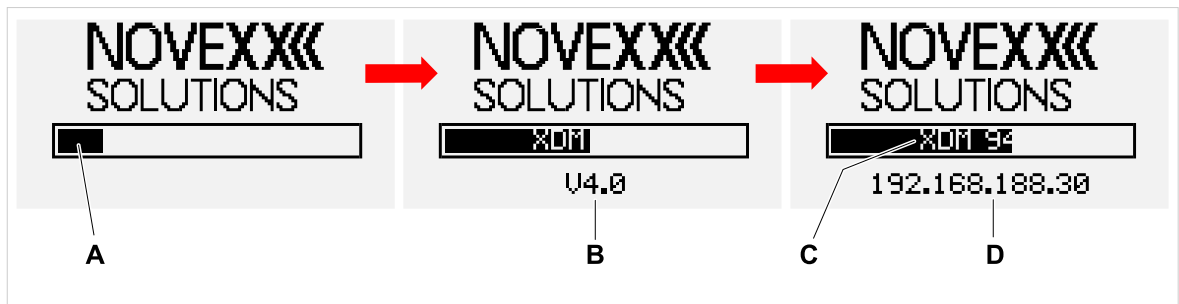 NOVEXX
SOLUTIONS
NOVEXX
SOLUTIONS
XDM
V4.0
NOVEXX
SOLUTIONS
XDM 94
192.168.188.30
A
B
C
D